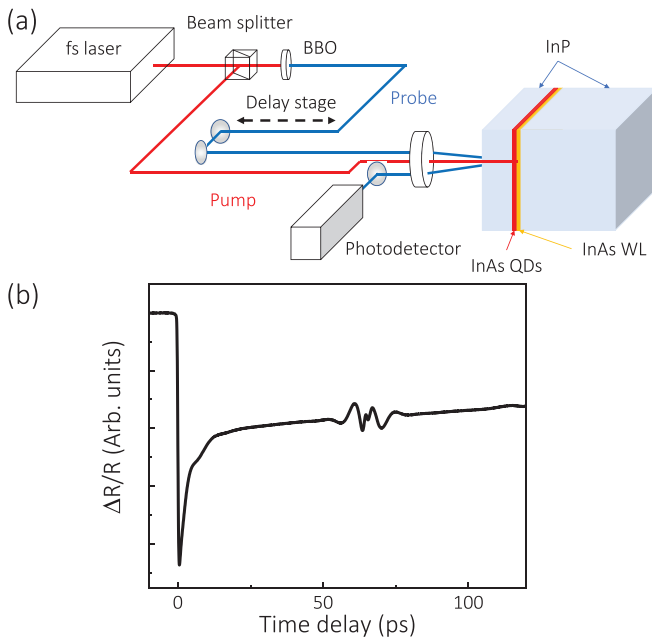 (a)
Beam splitter
InP
fs laser
BBO
Delay stage
Probe
Pump
Photodetector
InAs QDs
InAs WL
(b)
ΔR/R (Arb. units)
0
50
100
Time delay (ps)